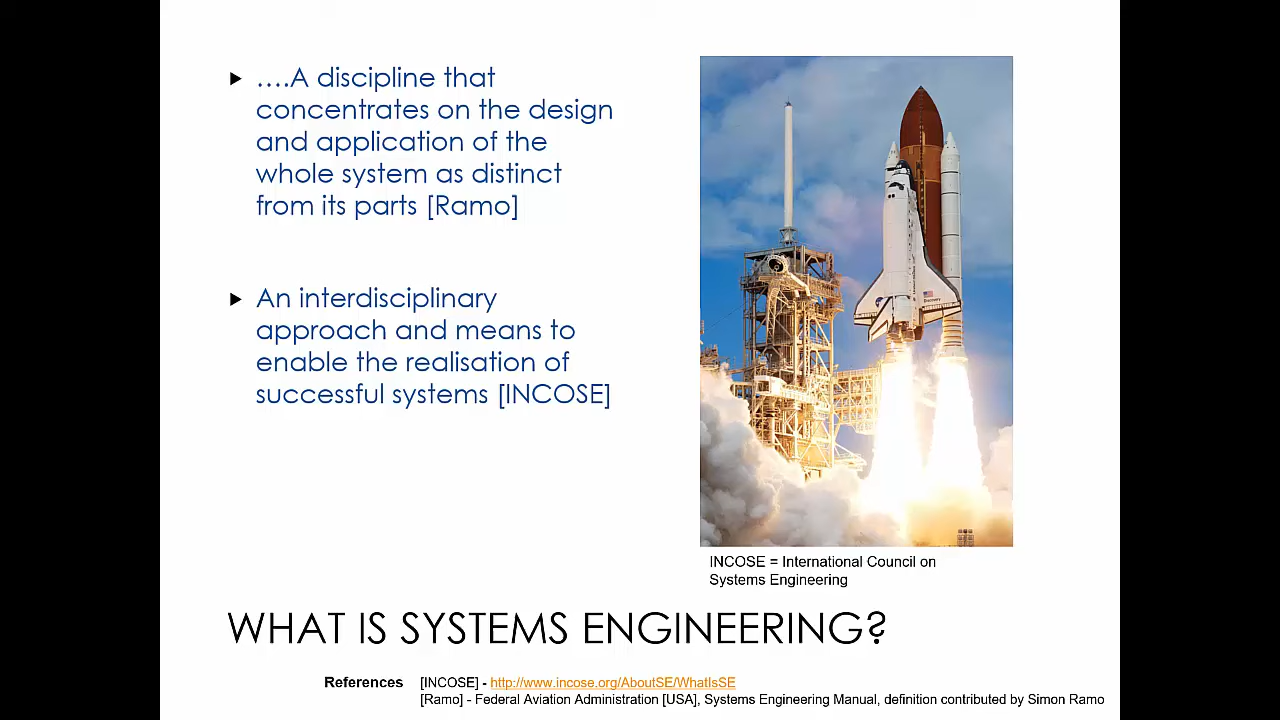 ….A discipline that
concentrates on the design
and application of the
whole system as distinct
from its parts [Ramo]
An interdisciplinary
approach and means to
enable the realisation of
successful systems [INCOSE]
Discovery
INCOSE = International Council on
Systems Engineering
WHAT IS SYSTEMS ENGINEERING?
References [INCOSE] - http://www.incose.org/AboutSE/WhatIsSE
[Ramo] - Federal Aviation Administration [USA], Systems Engineering Manual, definition contributed by Simon Ramo